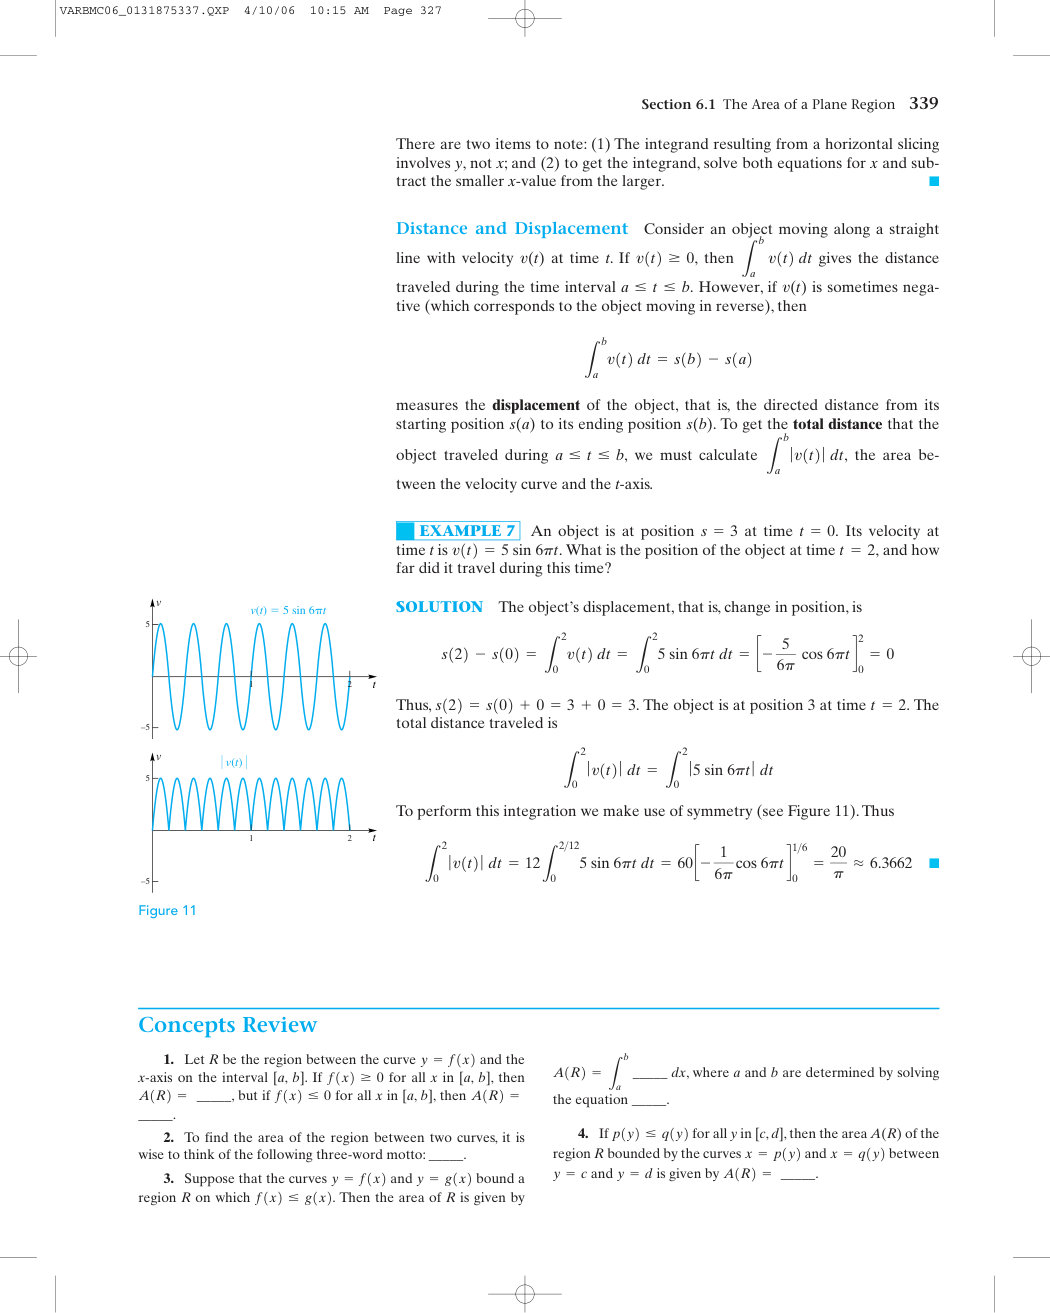 VARBMC06_0131875337.QXP  4/10/06  10:15 AM  Page 327
Section 6.1 The Area of a Plane Region 339
There are two items to note: (1) The integrand resulting from a horizontal slicing
involves y, not x; and (2) to get the integrand, solve both equations for x and sub-
tract the smaller x-value from the larger.
Distance and Displacement Consider an object moving along a straight
line with velocity v(t) at time t. If v(t) ≥ 0, then ∫_a^b v(t) dt gives the distance
traveled during the time interval a ≤ t ≤ b. However, if v(t) is sometimes nega-
tive (which corresponds to the object moving in reverse), then
∫_a^b v(t) dt = s(b) − s(a)
measures the displacement of the object, that is, the directed distance from its
starting position s(a) to its ending position s(b). To get the total distance that the
object traveled during a ≤ t ≤ b, we must calculate ∫_a^b |v(t)| dt, the area be-
tween the velocity curve and the t-axis.
EXAMPLE 7 An object is at position s = 3 at time t = 0. Its velocity at
time t is v(t) = 5 sin 6πt. What is the position of the object at time t = 2, and how
far did it travel during this time?
SOLUTION The object's displacement, that is, change in position, is
s(2) − s(0) = ∫_0^2 v(t) dt = ∫_0^2 5 sin 6πt dt = [−5/6π cos 6πt]_0^2 = 0
Thus, s(2) = s(0) + 0 = 3 + 0 = 3. The object is at position 3 at time t = 2. The
total distance traveled is
∫_0^2 |v(t)| dt = ∫_0^2 |5 sin 6πt| dt
To perform this integration we make use of symmetry (see Figure 11). Thus
∫_0^2 |v(t)| dt = 12 ∫_0^{2/12} 5 sin 6πt dt = 60[−1/6π cos 6πt]_0^{1/6} = 20/π ≈ 6.3662
v
v(t) = 5 sin 6πt
5
1
2
t
−5
v
|v(t)|
5
1
2
t
−5
Figure 11
Concepts Review
1. Let R be the region between the curve y = f(x) and the
x-axis on the interval [a, b]. If f(x) ≥ 0 for all x in [a, b], then
A(R) = _____, but if f(x) ≤ 0 for all x in [a, b], then A(R) =
_____.
2. To find the area of the region between two curves, it is
wise to think of the following three-word motto: _____.
3. Suppose that the curves y = f(x) and y = g(x) bound a
region R on which f(x) ≤ g(x). Then the area of R is given by
A(R) = ∫_a^b _____ dx, where a and b are determined by solving
the equation _____.
4. If p(y) ≤ q(y) for all y in [c, d], then the area A(R) of the
region R bounded by the curves x = p(y) and x = q(y) between
y = c and y = d is given by A(R) = _____.